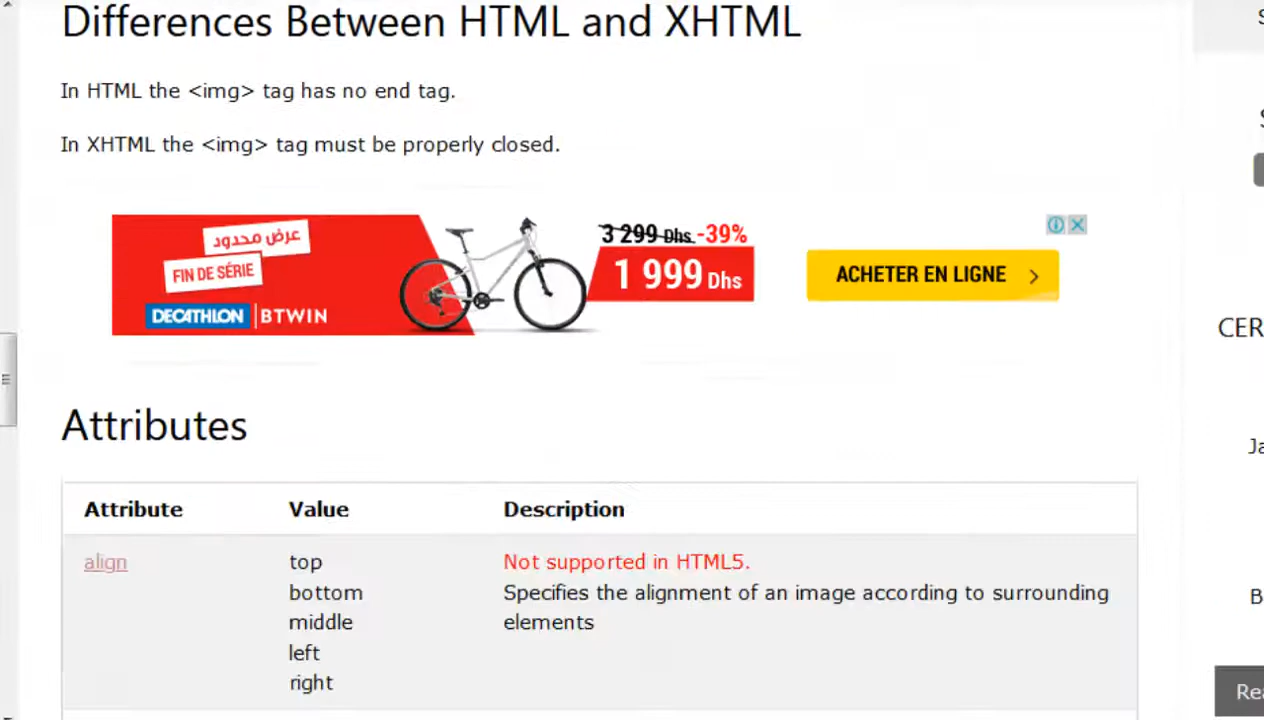 Differences Between HTML and XHTML
In HTML the <img> tag has no end tag.
In XHTML the <img> tag must be properly closed.
عرض محدود
FIN DE SÉRIE
DECATHLON BTWIN
3 299 Dhs -39%
1 999 Dhs
ACHETER EN LIGNE
CER
Attributes
Attribute Value Description
align top Not supported in HTML5.
bottom Specifies the alignment of an image according to surrounding
middle elements
left
right
Re